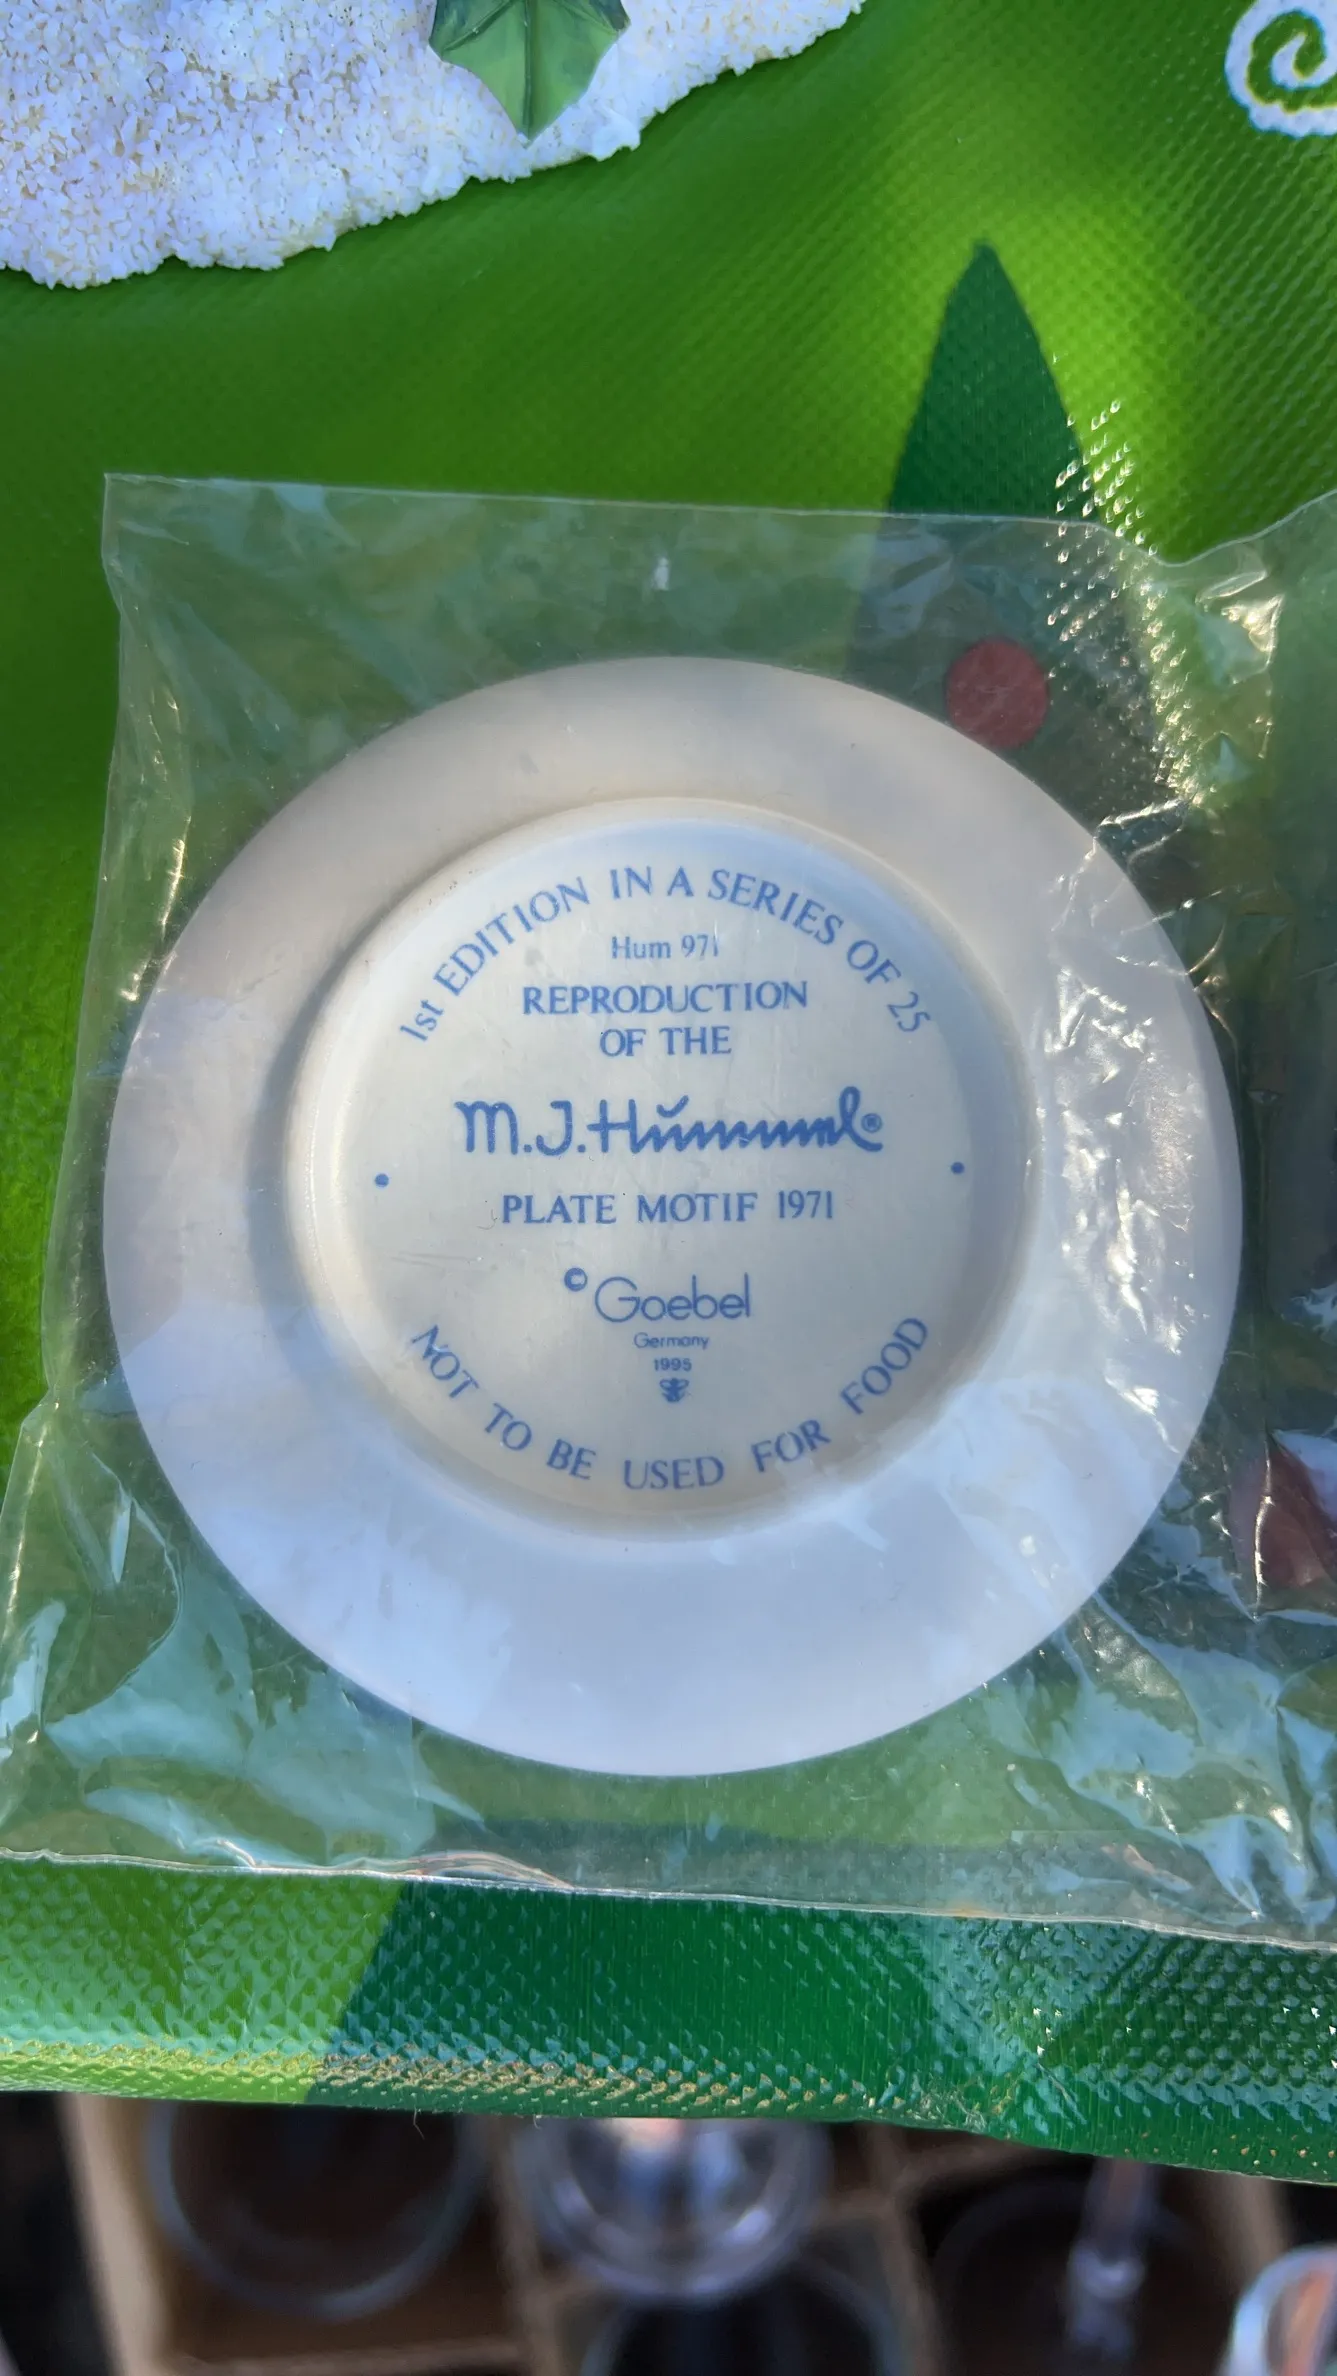 1st EDITION IN A SERIES OF 25
Hum 971
REPRODUCTION
OF THE
M.J.Hummel®
PLATE MOTIF 1971
© Goebel
Germany
1995
NOT TO BE USED FOR FOOD